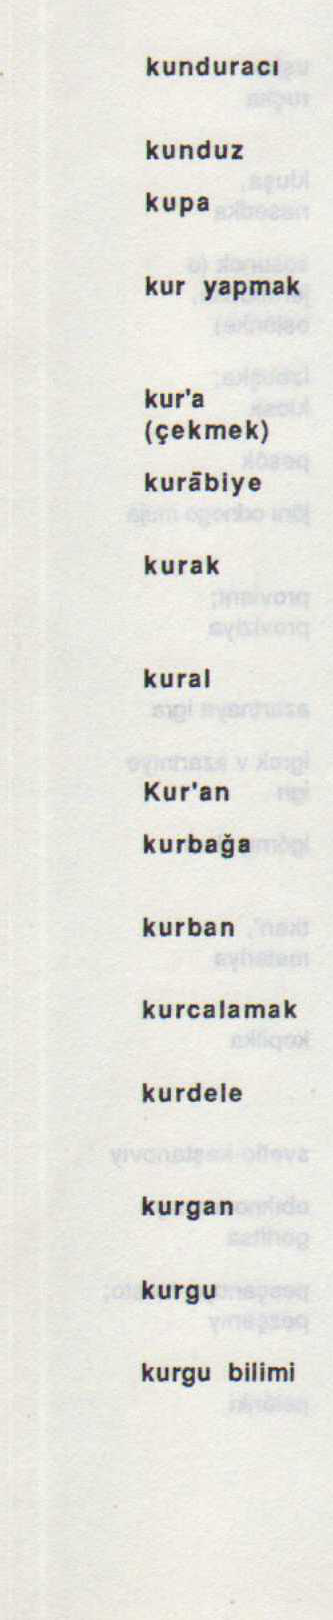 kunduracı
kunduz
kupa
kur yapmak
kur'a
(çekmek)
kurābiye
kurak
kural
Kur'an
kurbağa
kurban
kurcalamak
kurdele
kurgan
kurgu
kurgu bilimi